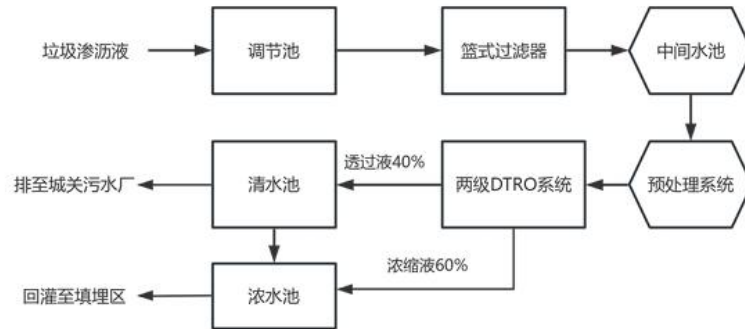 垃圾渗沥液
调节池
篮式过滤器
中间水池
排至城关污水厂
清水池
透过液40%
两级DTRO系统
预处理系统
浓缩液60%
回灌至填埋区
浓水池